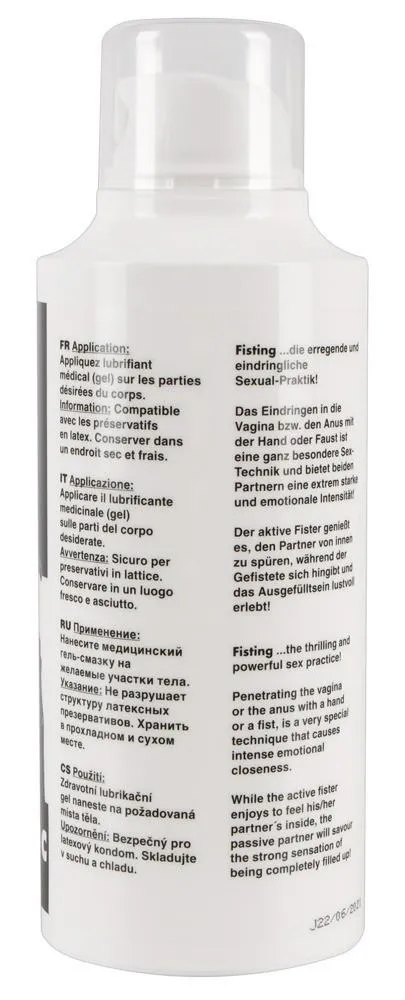 FR Application:
Appliquez lubrifiant
médical (gel) sur les parties
désirées du corps.
Information: Compatible
avec les préservatifs
en latex. Conserver dans
un endroit sec et frais.
IT Applicazione:
Applicare il lubrificante
medicinale (gel)
sulle parti del corpo
desiderate.
Avvertenza: Sicuro per
preservativi in lattice.
Conservare in un luogo
fresco e asciutto.
RU Применение:
Нанесите медицинский
гель-смазку на
желаемые участки тела.
Указание: Не разрушает
структуру латексных
презервативов. Хранить
в прохладном и сухом
месте.
CS Použití:
Zdravotní lubrikační
gel naneste na požadovaná
místa těla.
Upozornění: Bezpečný pro
latexový kondom. Skladujte
v suchu a chladu.
Fisting ...die erregende und
eindringliche
Sexual-Praktik!
Das Eindringen in die
Vagina bzw. den Anus mit
der Hand oder Faust ist
eine ganz besondere Sex-
Technik und bietet beiden
Partnern eine extrem starke
und emotionale Intensität!
Der aktive Fister genießt
es, den Partner von innen
zu spüren, während der
Gefistete sich hingibt und
das Ausgefülltsein lustvoll
erlebt!
Fisting ...the thrilling and
powerful sex practice!
Penetrating the vagina
or the anus with a hand
or a fist, is a very special
technique that causes
intense emotional
closeness.
While the active fister
enjoys to feel his/her
partner´s inside, the
passive partner will savour
the strong sensation of
being completely filled up!